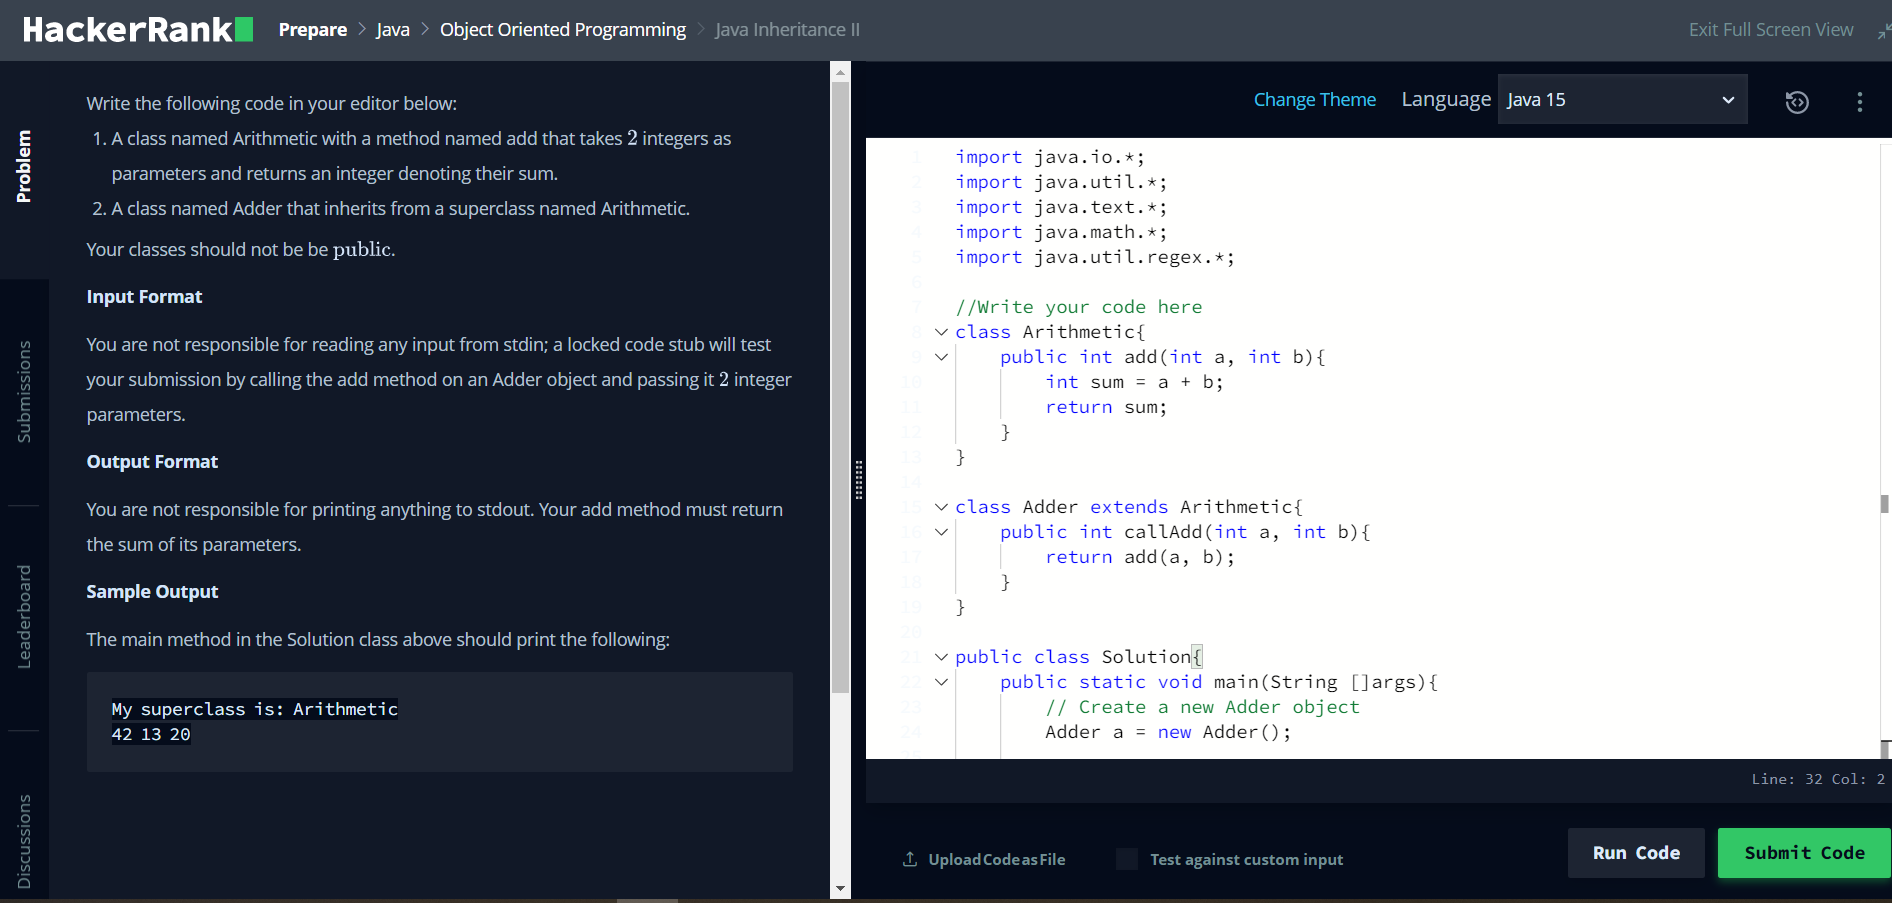 HackerRank
Prepare > Java > Object Oriented Programming > Java Inheritance II
Exit Full Screen View
Problem
Submissions
Leaderboard
Discussions
Write the following code in your editor below:
1. A class named Arithmetic with a method named add that takes 2 integers as
parameters and returns an integer denoting their sum.
2. A class named Adder that inherits from a superclass named Arithmetic.
Your classes should not be be public.
Input Format
You are not responsible for reading any input from stdin; a locked code stub will test
your submission by calling the add method on an Adder object and passing it 2 integer
parameters.
Output Format
You are not responsible for printing anything to stdout. Your add method must return
the sum of its parameters.
Sample Output
The main method in the Solution class above should print the following:
My superclass is: Arithmetic
42 13 20
Change Theme Language Java 15
1 import java.io.*;
2 import java.util.*;
3 import java.text.*;
4 import java.math.*;
5 import java.util.regex.*;
6
7 //Write your code here
8 class Arithmetic{
9 public int add(int a, int b){
10 int sum = a + b;
11 return sum;
12 }
13 }
14
15 class Adder extends Arithmetic{
16 public int callAdd(int a, int b){
17 return add(a, b);
18 }
19 }
20
21 public class Solution{
22 public static void main(String []args){
23 // Create a new Adder object
24 Adder a = new Adder();
25
Line: 32 Col: 2
Upload Code as File
Test against custom input
Run Code
Submit Code